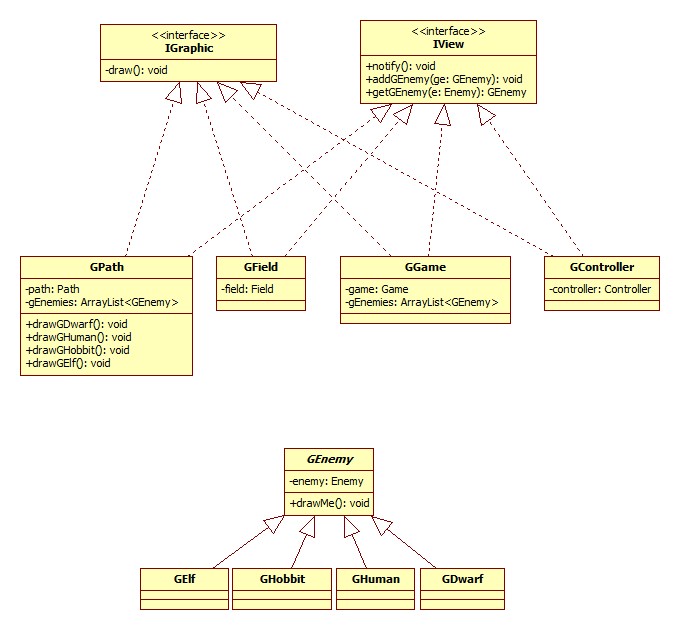 <<interface>>
IGraphic
-draw(): void
<<interface>>
IView
+notify(): void
+addGEnemy(ge: GEnemy): void
+getGEnemy(e: Enemy): GEnemy
GPath
-path: Path
-gEnemies: ArrayList<GEnemy>
+drawGDwarf(): void
+drawGHuman(): void
+drawGHobbit(): void
+drawGElf(): void
GField
-field: Field
GGame
-game: Game
-gEnemies: ArrayList<GEnemy>
GController
-controller: Controller
GEnemy
-enemy: Enemy
+drawMe(): void
GElf
GHobbit
GHuman
GDwarf